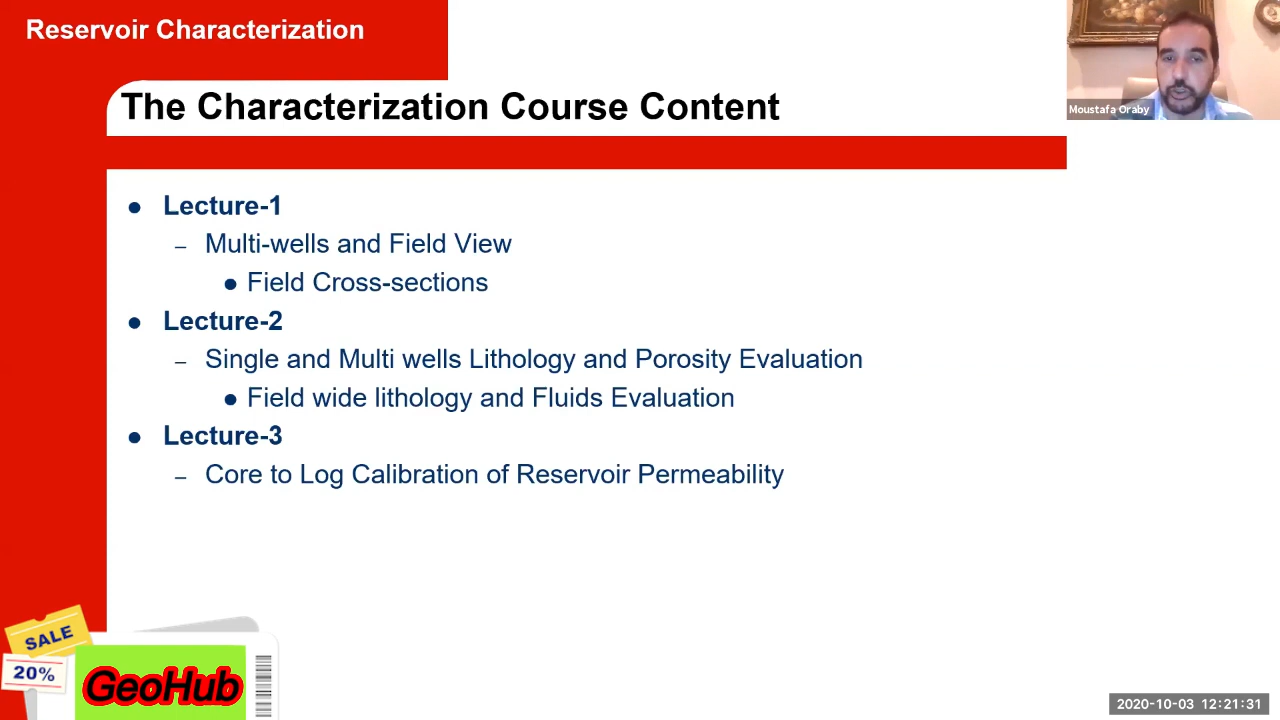 Reservoir Characterization
The Characterization Course Content
Moustafa Oraby
● Lecture-1
– Multi-wells and Field View
● Field Cross-sections
● Lecture-2
– Single and Multi wells Lithology and Porosity Evaluation
● Field wide lithology and Fluids Evaluation
● Lecture-3
– Core to Log Calibration of Reservoir Permeability
SALE
20%
GeoHub
2020-10-03 12:21:31